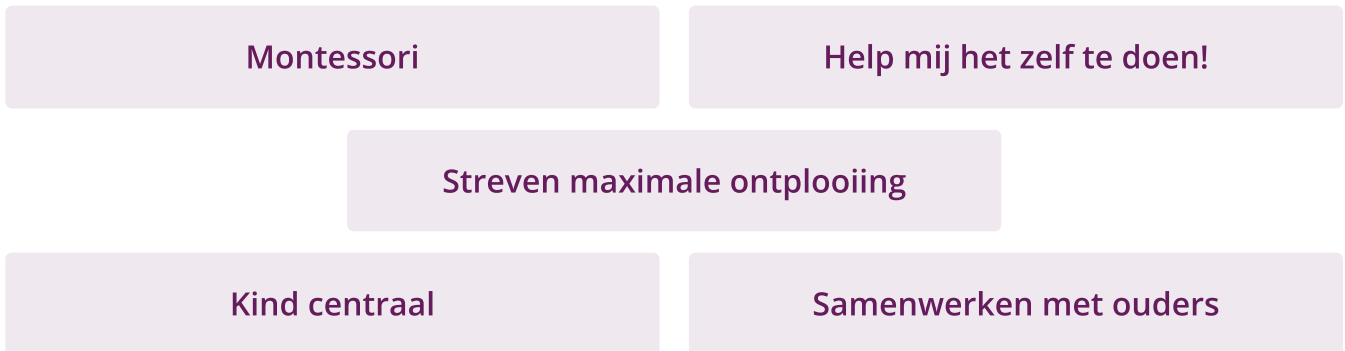 Montessori
Help mij het zelf te doen!
Streven maximale ontplooiing
Kind centraal
Samenwerken met ouders